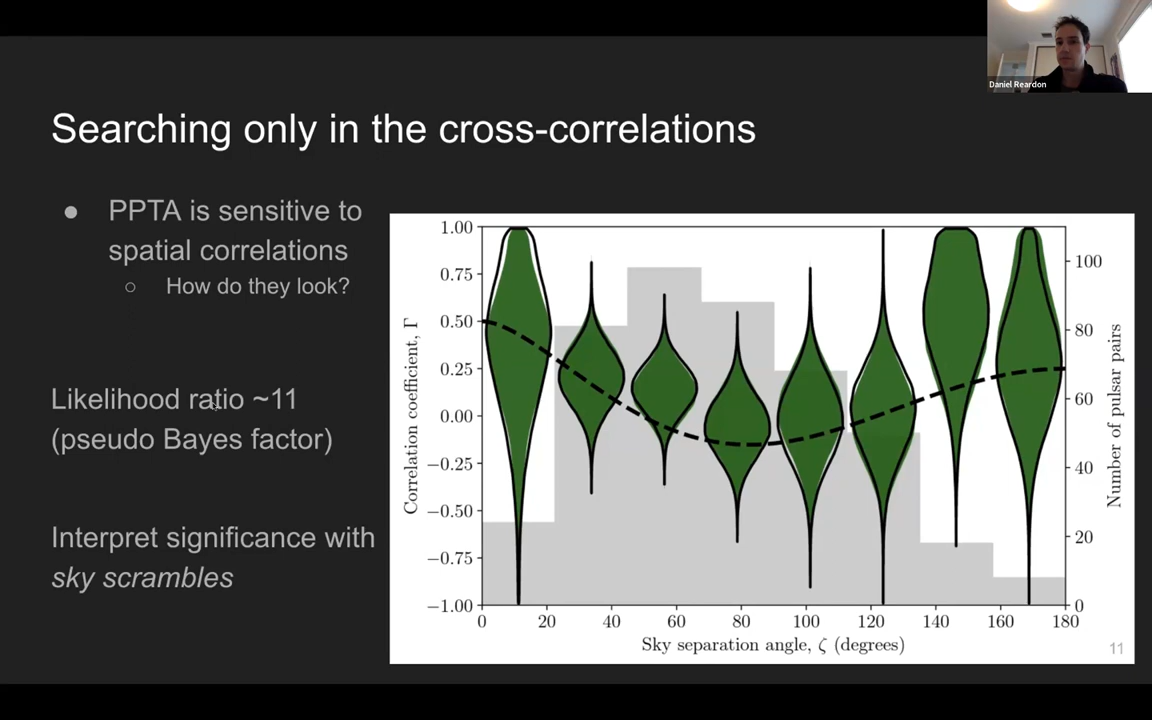 Daniel Reardon
Searching only in the cross-correlations
● PPTA is sensitive to
spatial correlations
○ How do they look?
Likelihood ratio ~11
(pseudo Bayes factor)
Interpret significance with
sky scrambles
1.00
0.75
0.50
0.25
0.00
−0.25
−0.50
−0.75
−1.00
Correlation coefficient, Γ
100
80
60
40
20
0
Number of pulsar pairs
0 20 40 60 80 100 120 140 160 180
Sky separation angle, ζ (degrees)
11